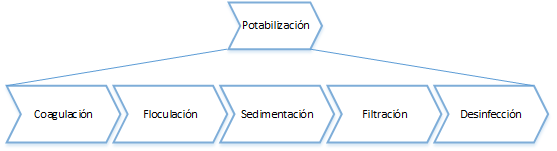 Potabilización
Coagulación
Floculación
Sedimentación
Filtración
Desinfección